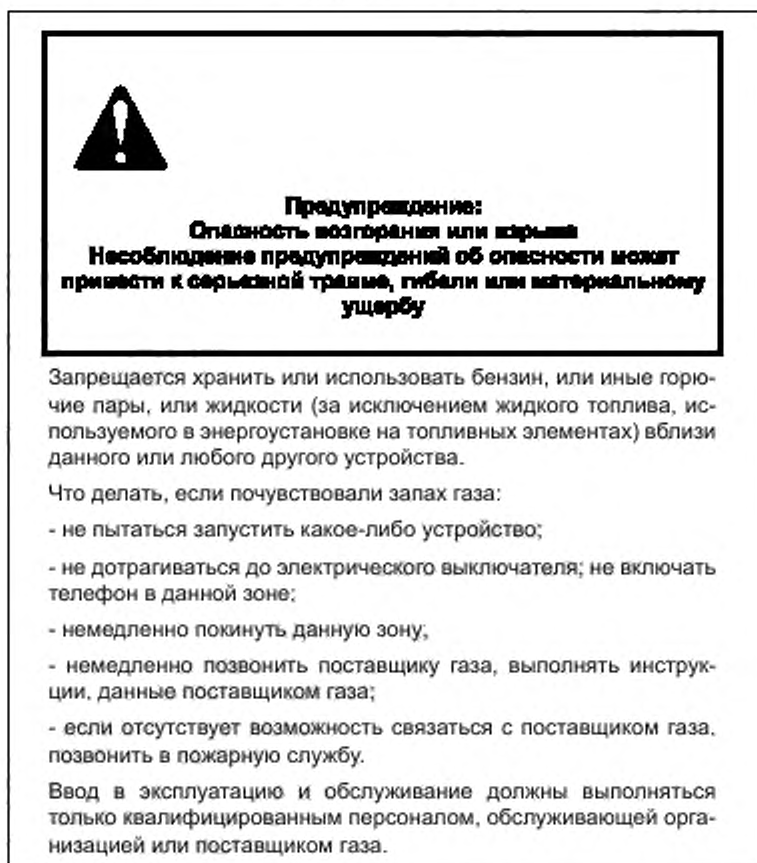 Предупреждение:
Опасность возгорания или взрыва
Несоблюдение предупреждений об опасности может
привести к серьезной травме, гибели или материальному
ущербу
Запрещается хранить или использовать бензин, или иные горю-
чие пары, или жидкости (за исключением жидкого топлива, ис-
пользуемого в энергоустановке на топливных элементах) вблизи
данного или любого другого устройства.
Что делать, если почувствовали запах газа:
- не пытаться запустить какое-либо устройство;
- не дотрагиваться до электрического выключателя; не включать
телефон в данной зоне;
- немедленно покинуть данную зону;
- немедленно позвонить поставщику газа, выполнять инструк-
ции, данные поставщиком газа;
- если отсутствует возможность связаться с поставщиком газа,
позвонить в пожарную службу.
Ввод в эксплуатацию и обслуживание должны выполняться
только квалифицированным персоналом, обслуживающей орга-
низацией или поставщиком газа.